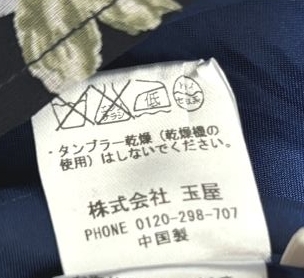 低
・タンブラー乾燥（乾燥機の
使用）はしないでください。
株式会社 玉屋
PHONE 0120-298-707
中国製